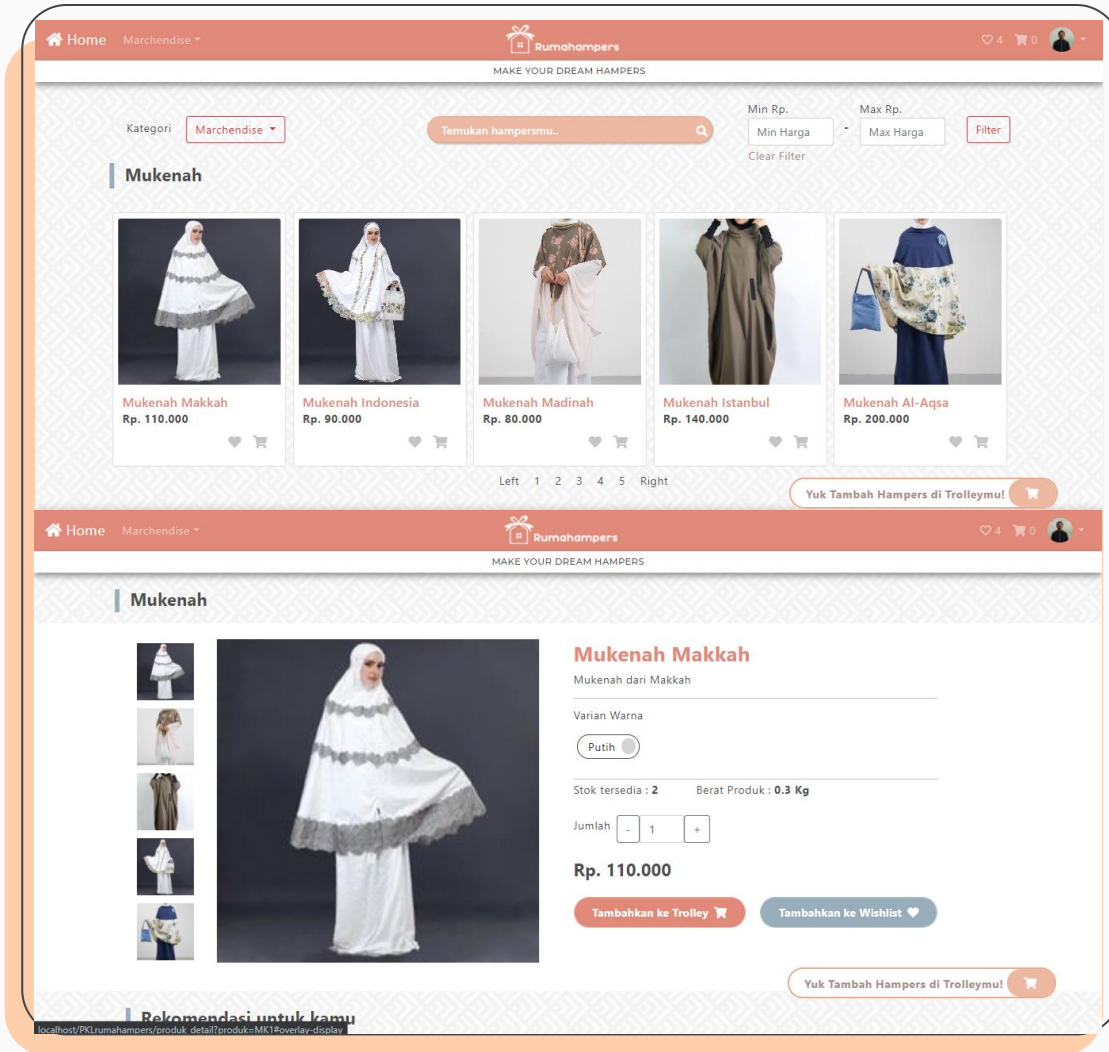 Home Marchendise Rumahampers 4 0
MAKE YOUR DREAM HAMPERS
Kategori Marchendise Temukan hampersmu.. Min Rp. Max Rp.
Min Harga - Max Harga Filter
Clear Filter
Mukenah
Mukenah Makkah Mukenah Indonesia Mukenah Madinah Mukenah Istanbul Mukenah Al-Aqsa
Rp. 110.000 Rp. 90.000 Rp. 80.000 Rp. 140.000 Rp. 200.000
Left 1 2 3 4 5 Right
Yuk Tambah Hampers di Trolleymu!
Home Marchendise Rumahampers 4 0
MAKE YOUR DREAM HAMPERS
Mukenah
Mukenah Makkah
Mukenah dari Makkah
Varian Warna
Putih
Stok tersedia : 2 Berat Produk : 0.3 Kg
Jumlah - 1 +
Rp. 110.000
Tambahkan ke Trolley Tambahkan ke Wishlist
Yuk Tambah Hampers di Trolleymu!
Rekomendasi untuk kamu
localhost/PKLrumahampers/produk_detail?produk=MK1#overlay-display